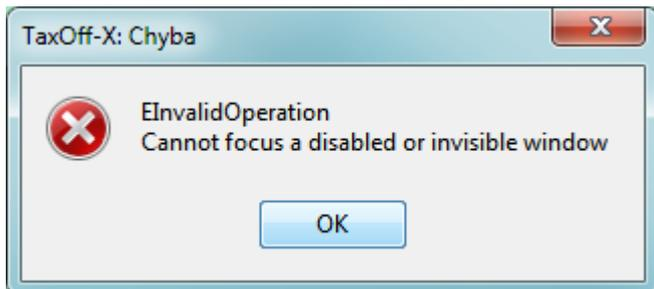 TaxOff-X: Chyba
EInvalidOperation
Cannot focus a disabled or invisible window
OK